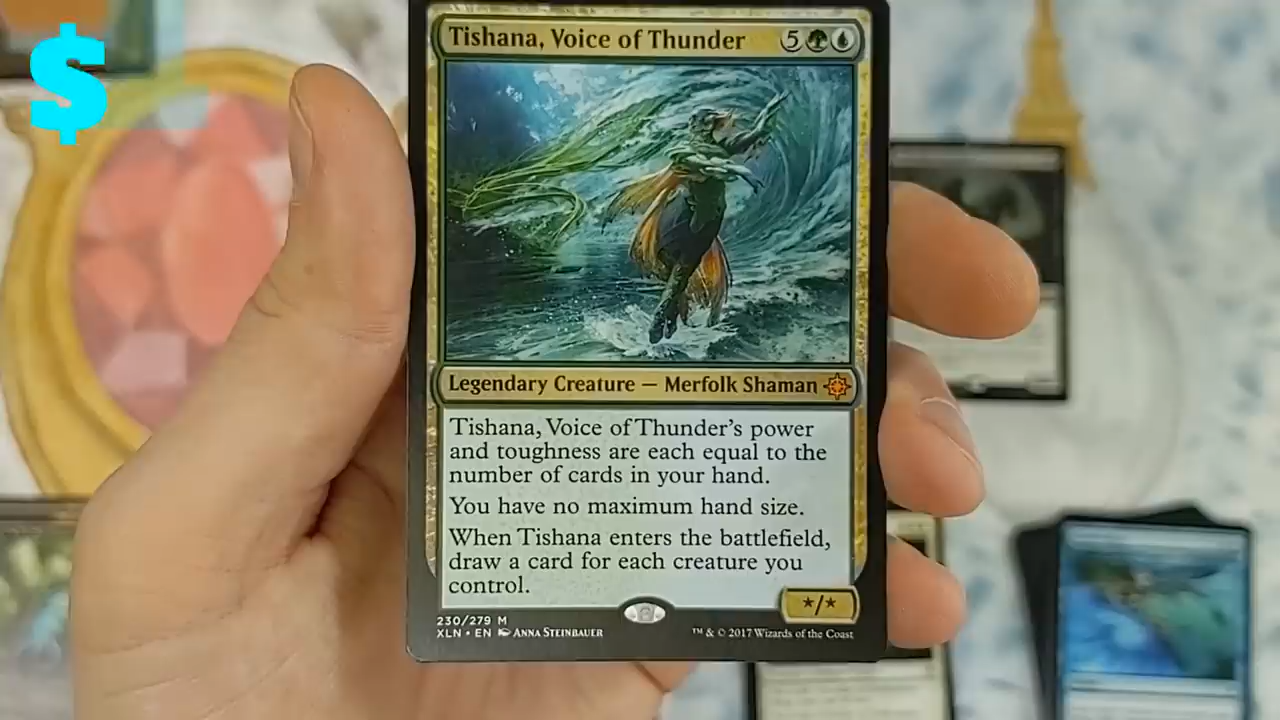 $
Tishana, Voice of Thunder 5
Legendary Creature — Merfolk Shaman
Tishana, Voice of Thunder's power
and toughness are each equal to the
number of cards in your hand.
You have no maximum hand size.
When Tishana enters the battlefield,
draw a card for each creature you
control.
*/*
230/279 M
XLN • EN Anna Steinbauer
™ & © 2017 Wizards of the Coast